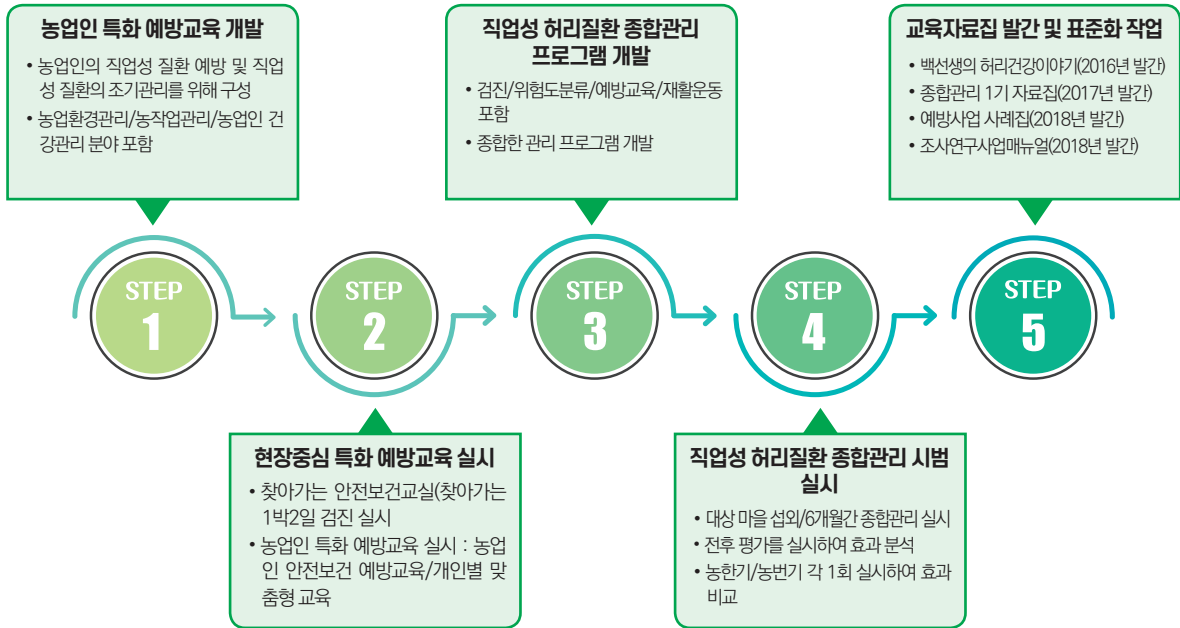 농업인 특화 예방교육 개발
• 농업인의 직업성 질환 예방 및 직업
성 질환의 조기관리를 위해 구성
• 농업환경관리/농작업관리/농업인 건
강관리 분야 포함
직업성 허리질환 종합관리
프로그램 개발
• 검진/위험도분류/예방교육/재활운동
포함
• 종합한 관리 프로그램 개발
교육자료집 발간 및 표준화 작업
• 백선생의 허리건강이야기(2016년 발간)
• 종합관리 1기 자료집(2017년 발간)
• 예방사업 사례집(2018년 발간)
• 조사연구사업매뉴얼(2018년 발간)
STEP
1
STEP
2
STEP
3
STEP
4
STEP
5
현장중심 특화 예방교육 실시
• 찾아가는 안전보건교실(찾아가는
1박2일 검진 실시
• 농업인 특화 예방교육 실시 : 농업
인 안전보건 예방교육/개인별 맞
춤형 교육
직업성 허리질환 종합관리 시범
실시
• 대상 마을 섭외/6개월간 종합관리 실시
• 전후 평가를 실시하여 효과 분석
• 농한기/농번기 각 1회 실시하여 효과
비교